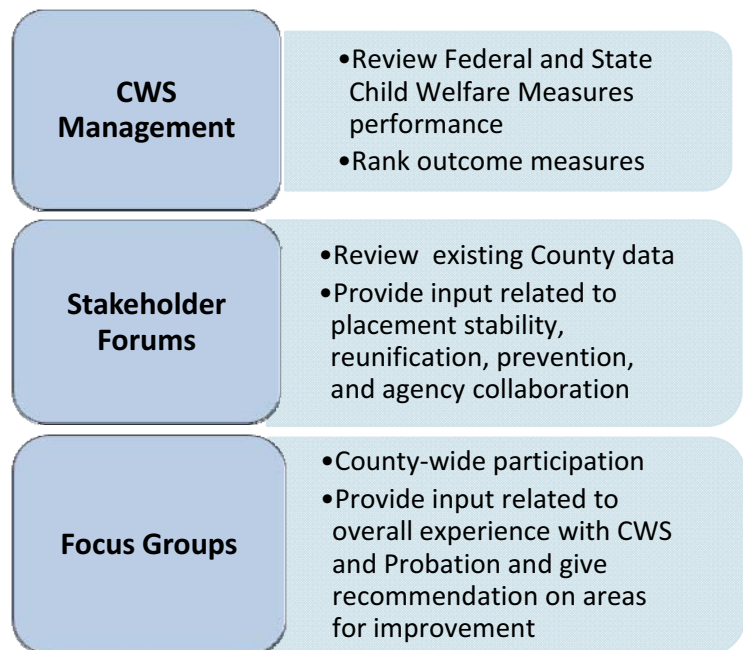 CWS
Management
•Review Federal and State
Child Welfare Measures
performance
•Rank outcome measures
Stakeholder
Forums
•Review existing County data
•Provide input related to
placement stability,
reunification, prevention,
and agency collaboration
Focus Groups
•County-wide participation
•Provide input related to
overall experience with CWS
and Probation and give
recommendation on areas
for improvement